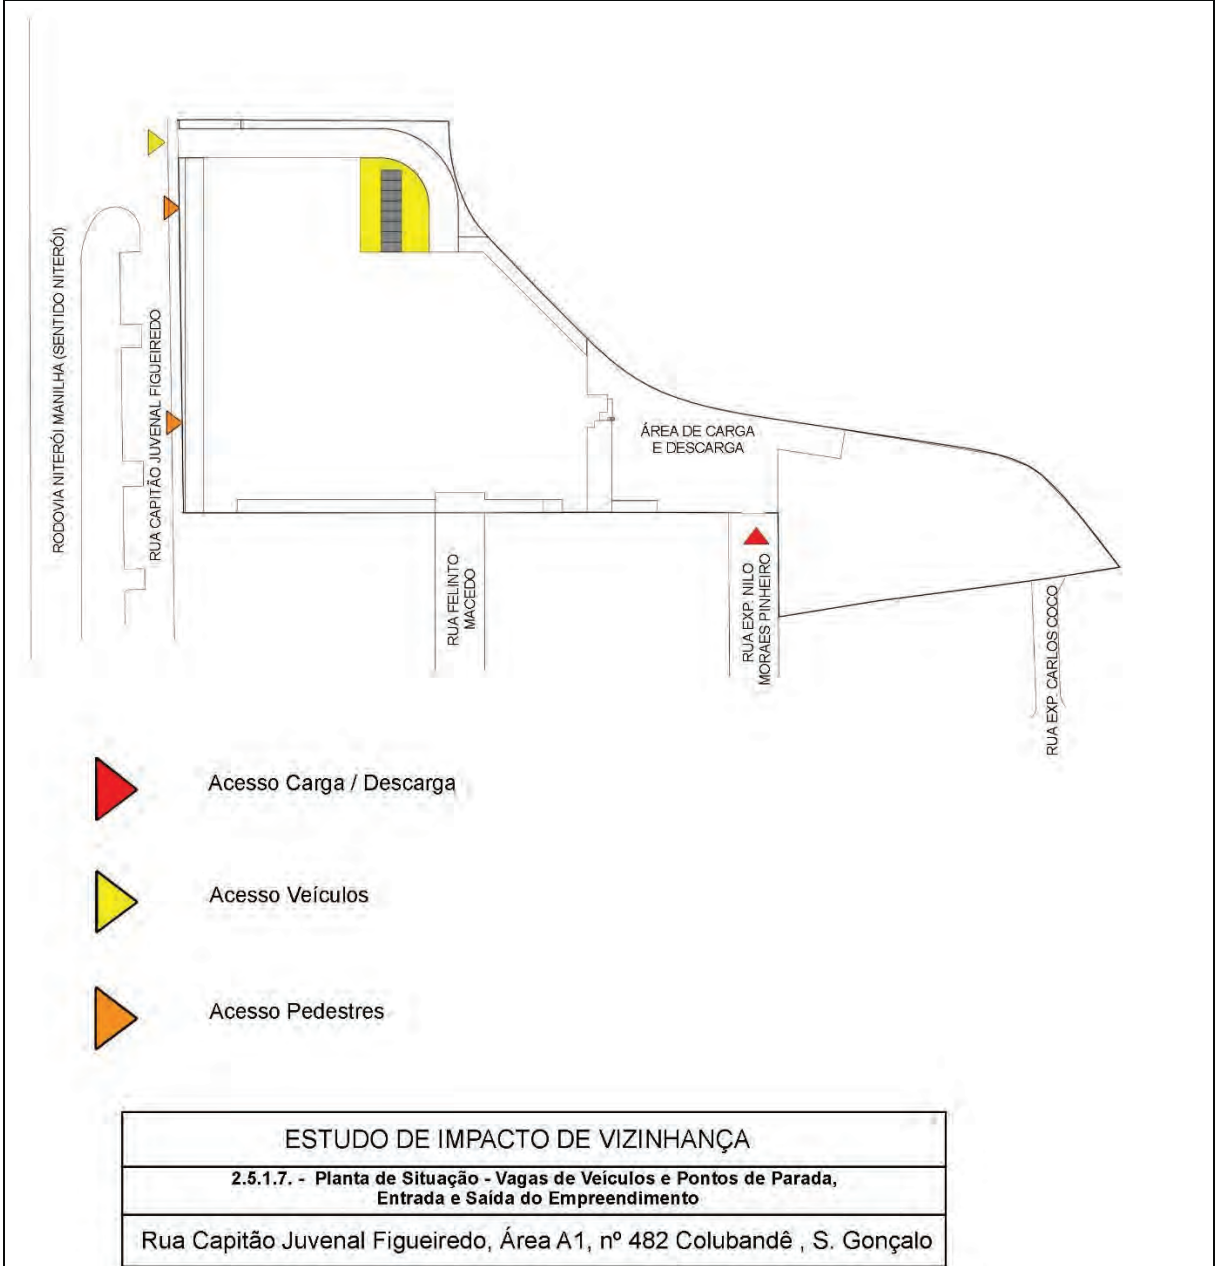 RODOVIA NITERÓI MANILHA (SENTIDO NITERÓI)
RUA CAPITÃO JUVENAL FIGUEIREDO
ÁREA DE CARGA
E DESCARGA
RUA FELINTO
MACEDO
RUA EXP. NILO
MORAES PINHEIRO
RUA EXP. CARLOS COCO
Acesso Carga / Descarga
Acesso Veículos
Acesso Pedestres
ESTUDO DE IMPACTO DE VIZINHANÇA
2.5.1.7. - Planta de Situação - Vagas de Veículos e Pontos de Parada,
Entrada e Saída do Empreendimento
Rua Capitão Juvenal Figueiredo, Área A1, nº 482 Colubandê , S. Gonçalo